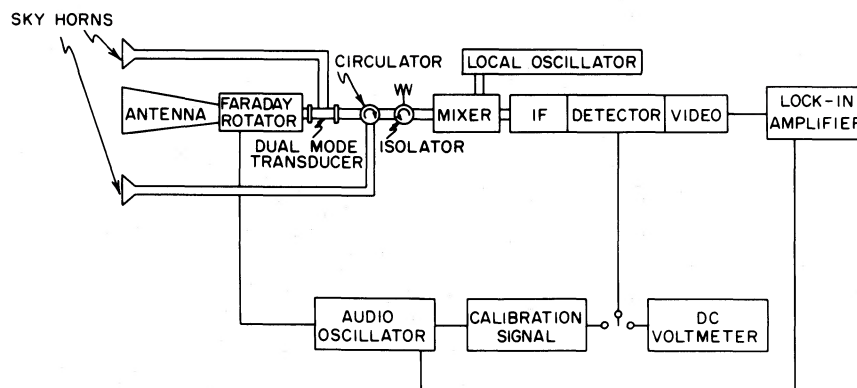 SKY HORNS
CIRCULATOR
LOCAL OSCILLATOR
ANTENNA
FARADAY
ROTATOR
MIXER
IF
DETECTOR
VIDEO
LOCK-IN
AMPLIFIER
DUAL MODE
TRANSDUCER
ISOLATOR
AUDIO
OSCILLATOR
CALIBRATION
SIGNAL
DC
VOLTMETER